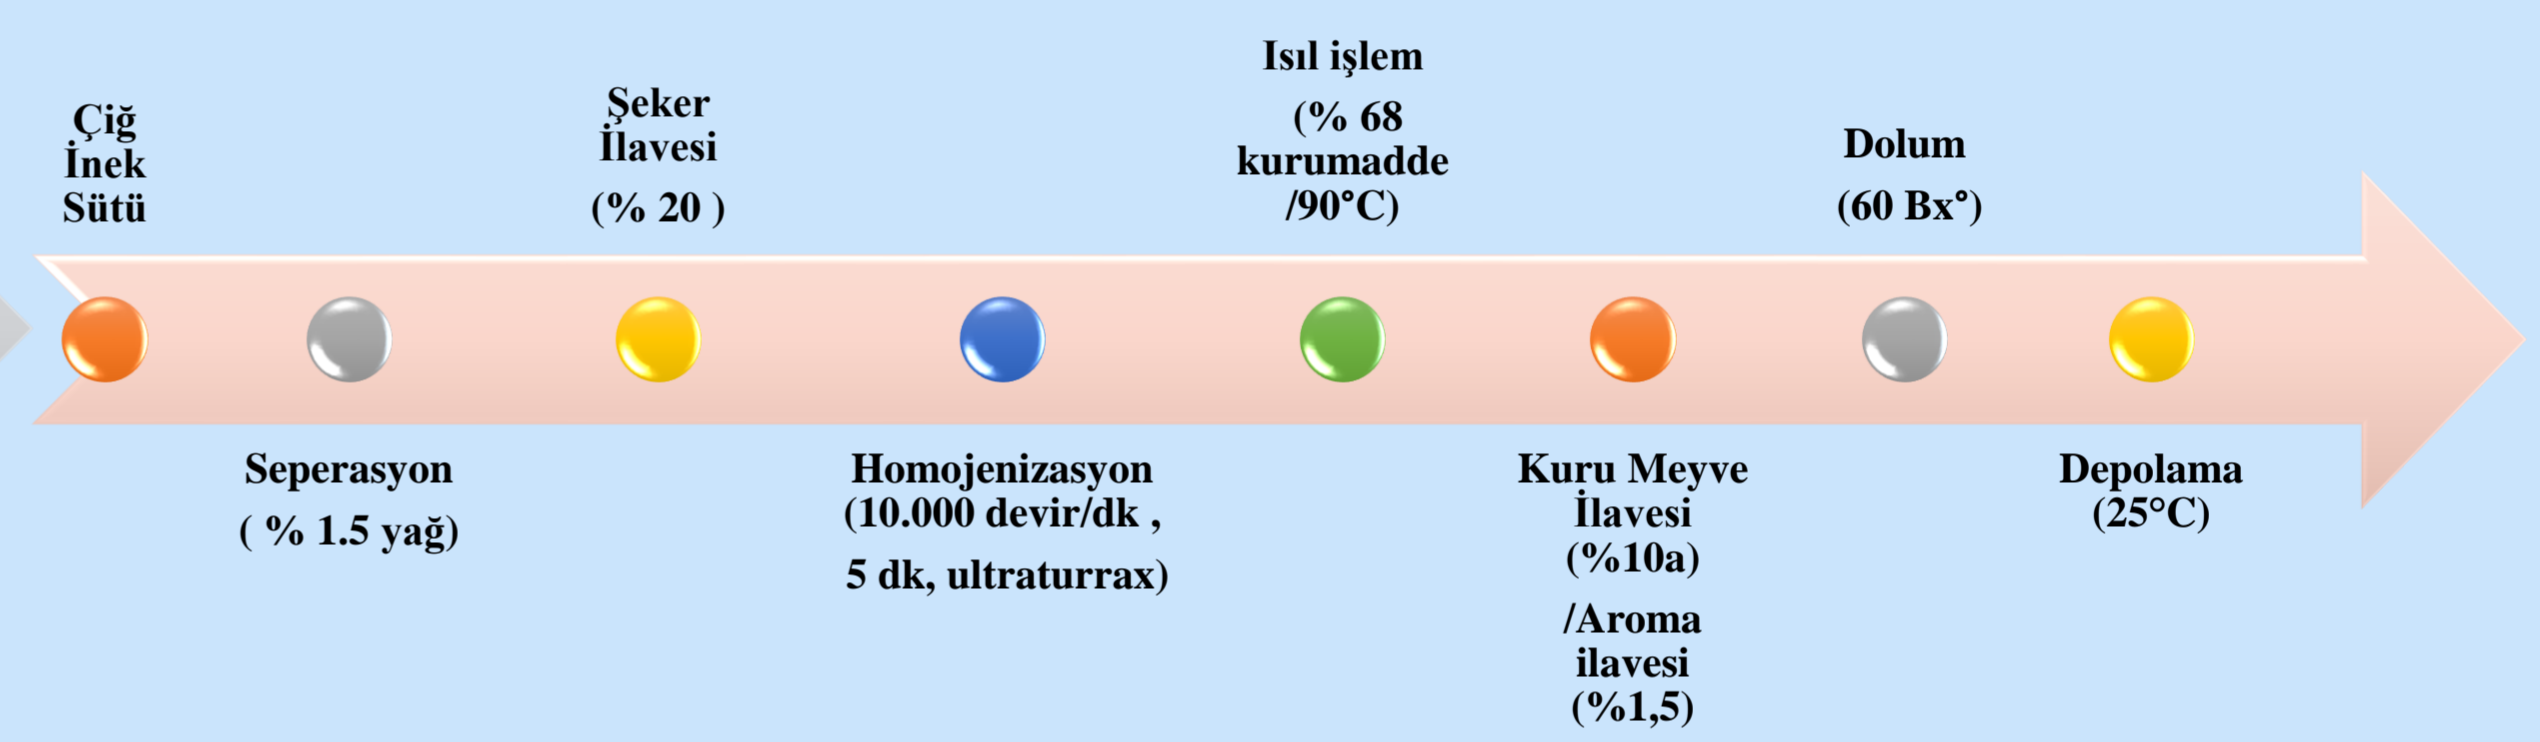 Çiğ
İnek
Sütü
Seperasyon
( % 1.5 yağ)
Şeker
İlavesi
(% 20 )
Homojenizasyon
(10.000 devir/dk ,
5 dk, ultraturrax)
Isıl işlem
(% 68
kurumadde
/90°C)
Kuru Meyve
İlavesi
(%10a)
/Aroma
ilavesi
(%1,5)
Dolum
(60 Bx°)
Depolama
(25°C)